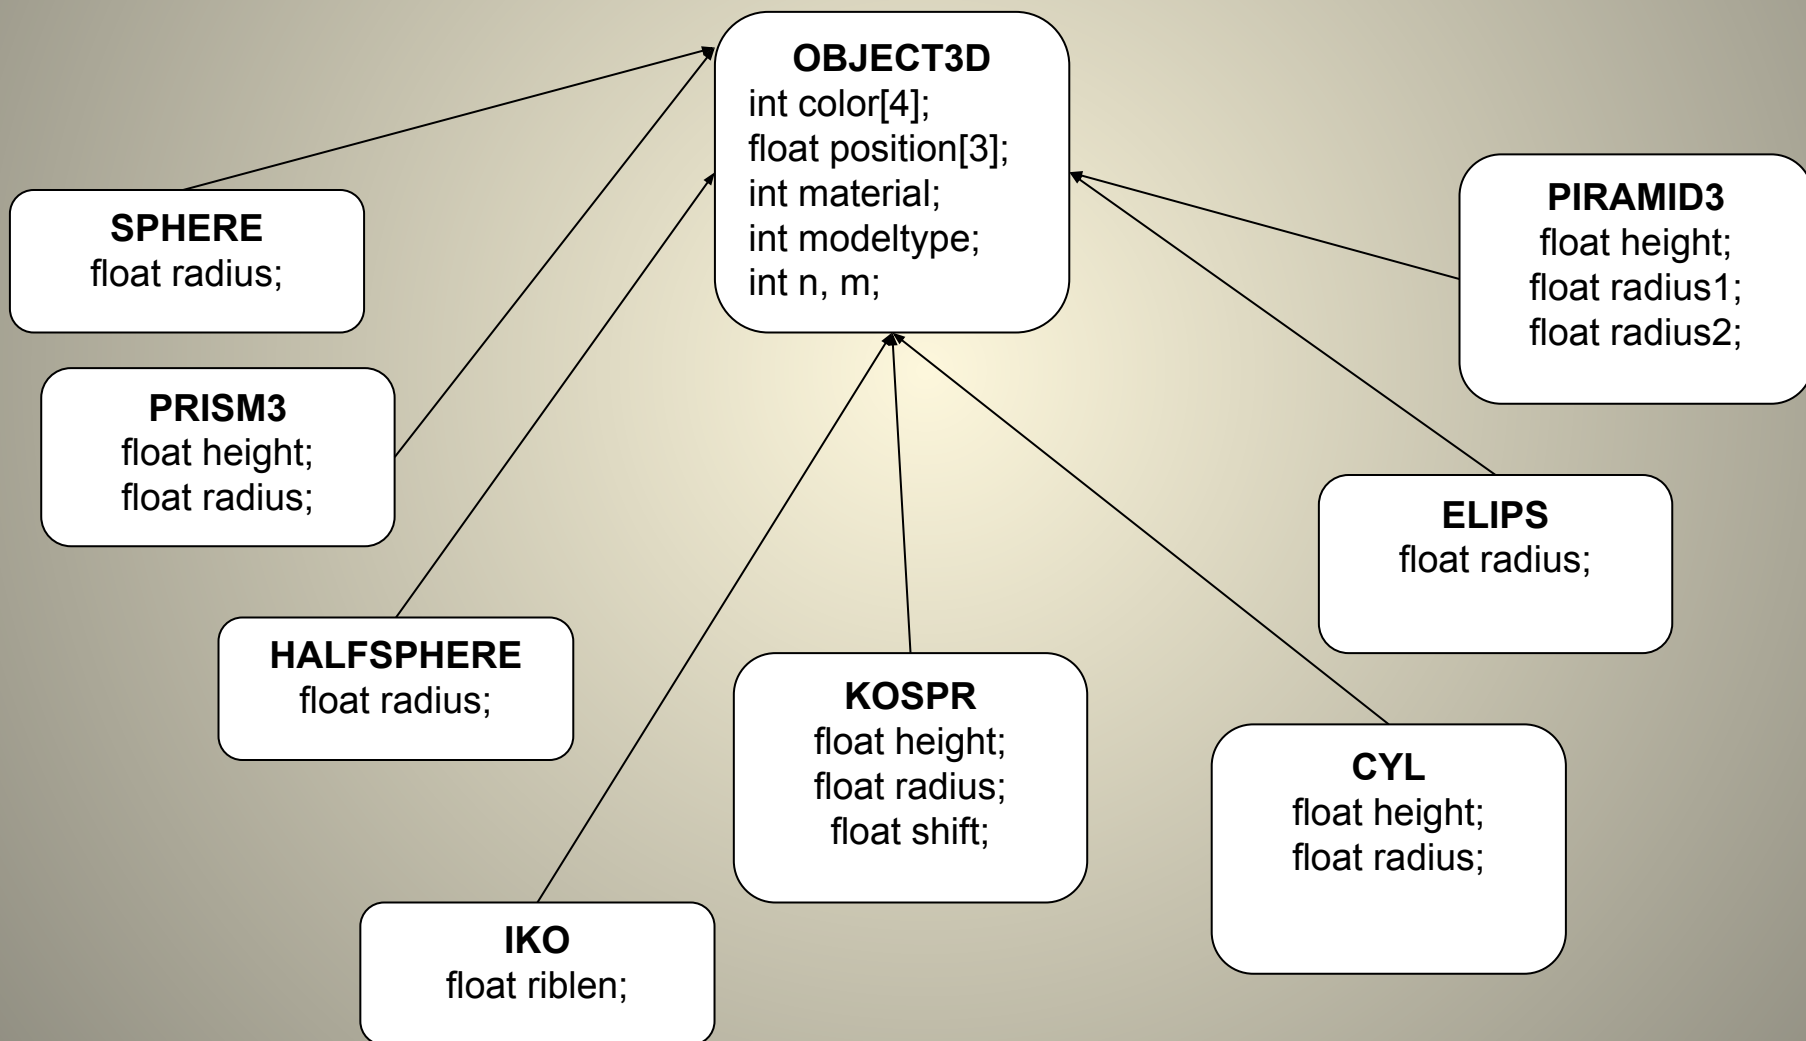 OBJECT3D
int color[4];
float position[3];
int material;
int modeltype;
int n, m;
SPHERE
float radius;
PIRAMID3
float height;
float radius1;
float radius2;
PRISM3
float height;
float radius;
ELIPS
float radius;
HALFSPHERE
float radius;
KOSPR
float height;
float radius;
float shift;
CYL
float height;
float radius;
IKO
float riblen;